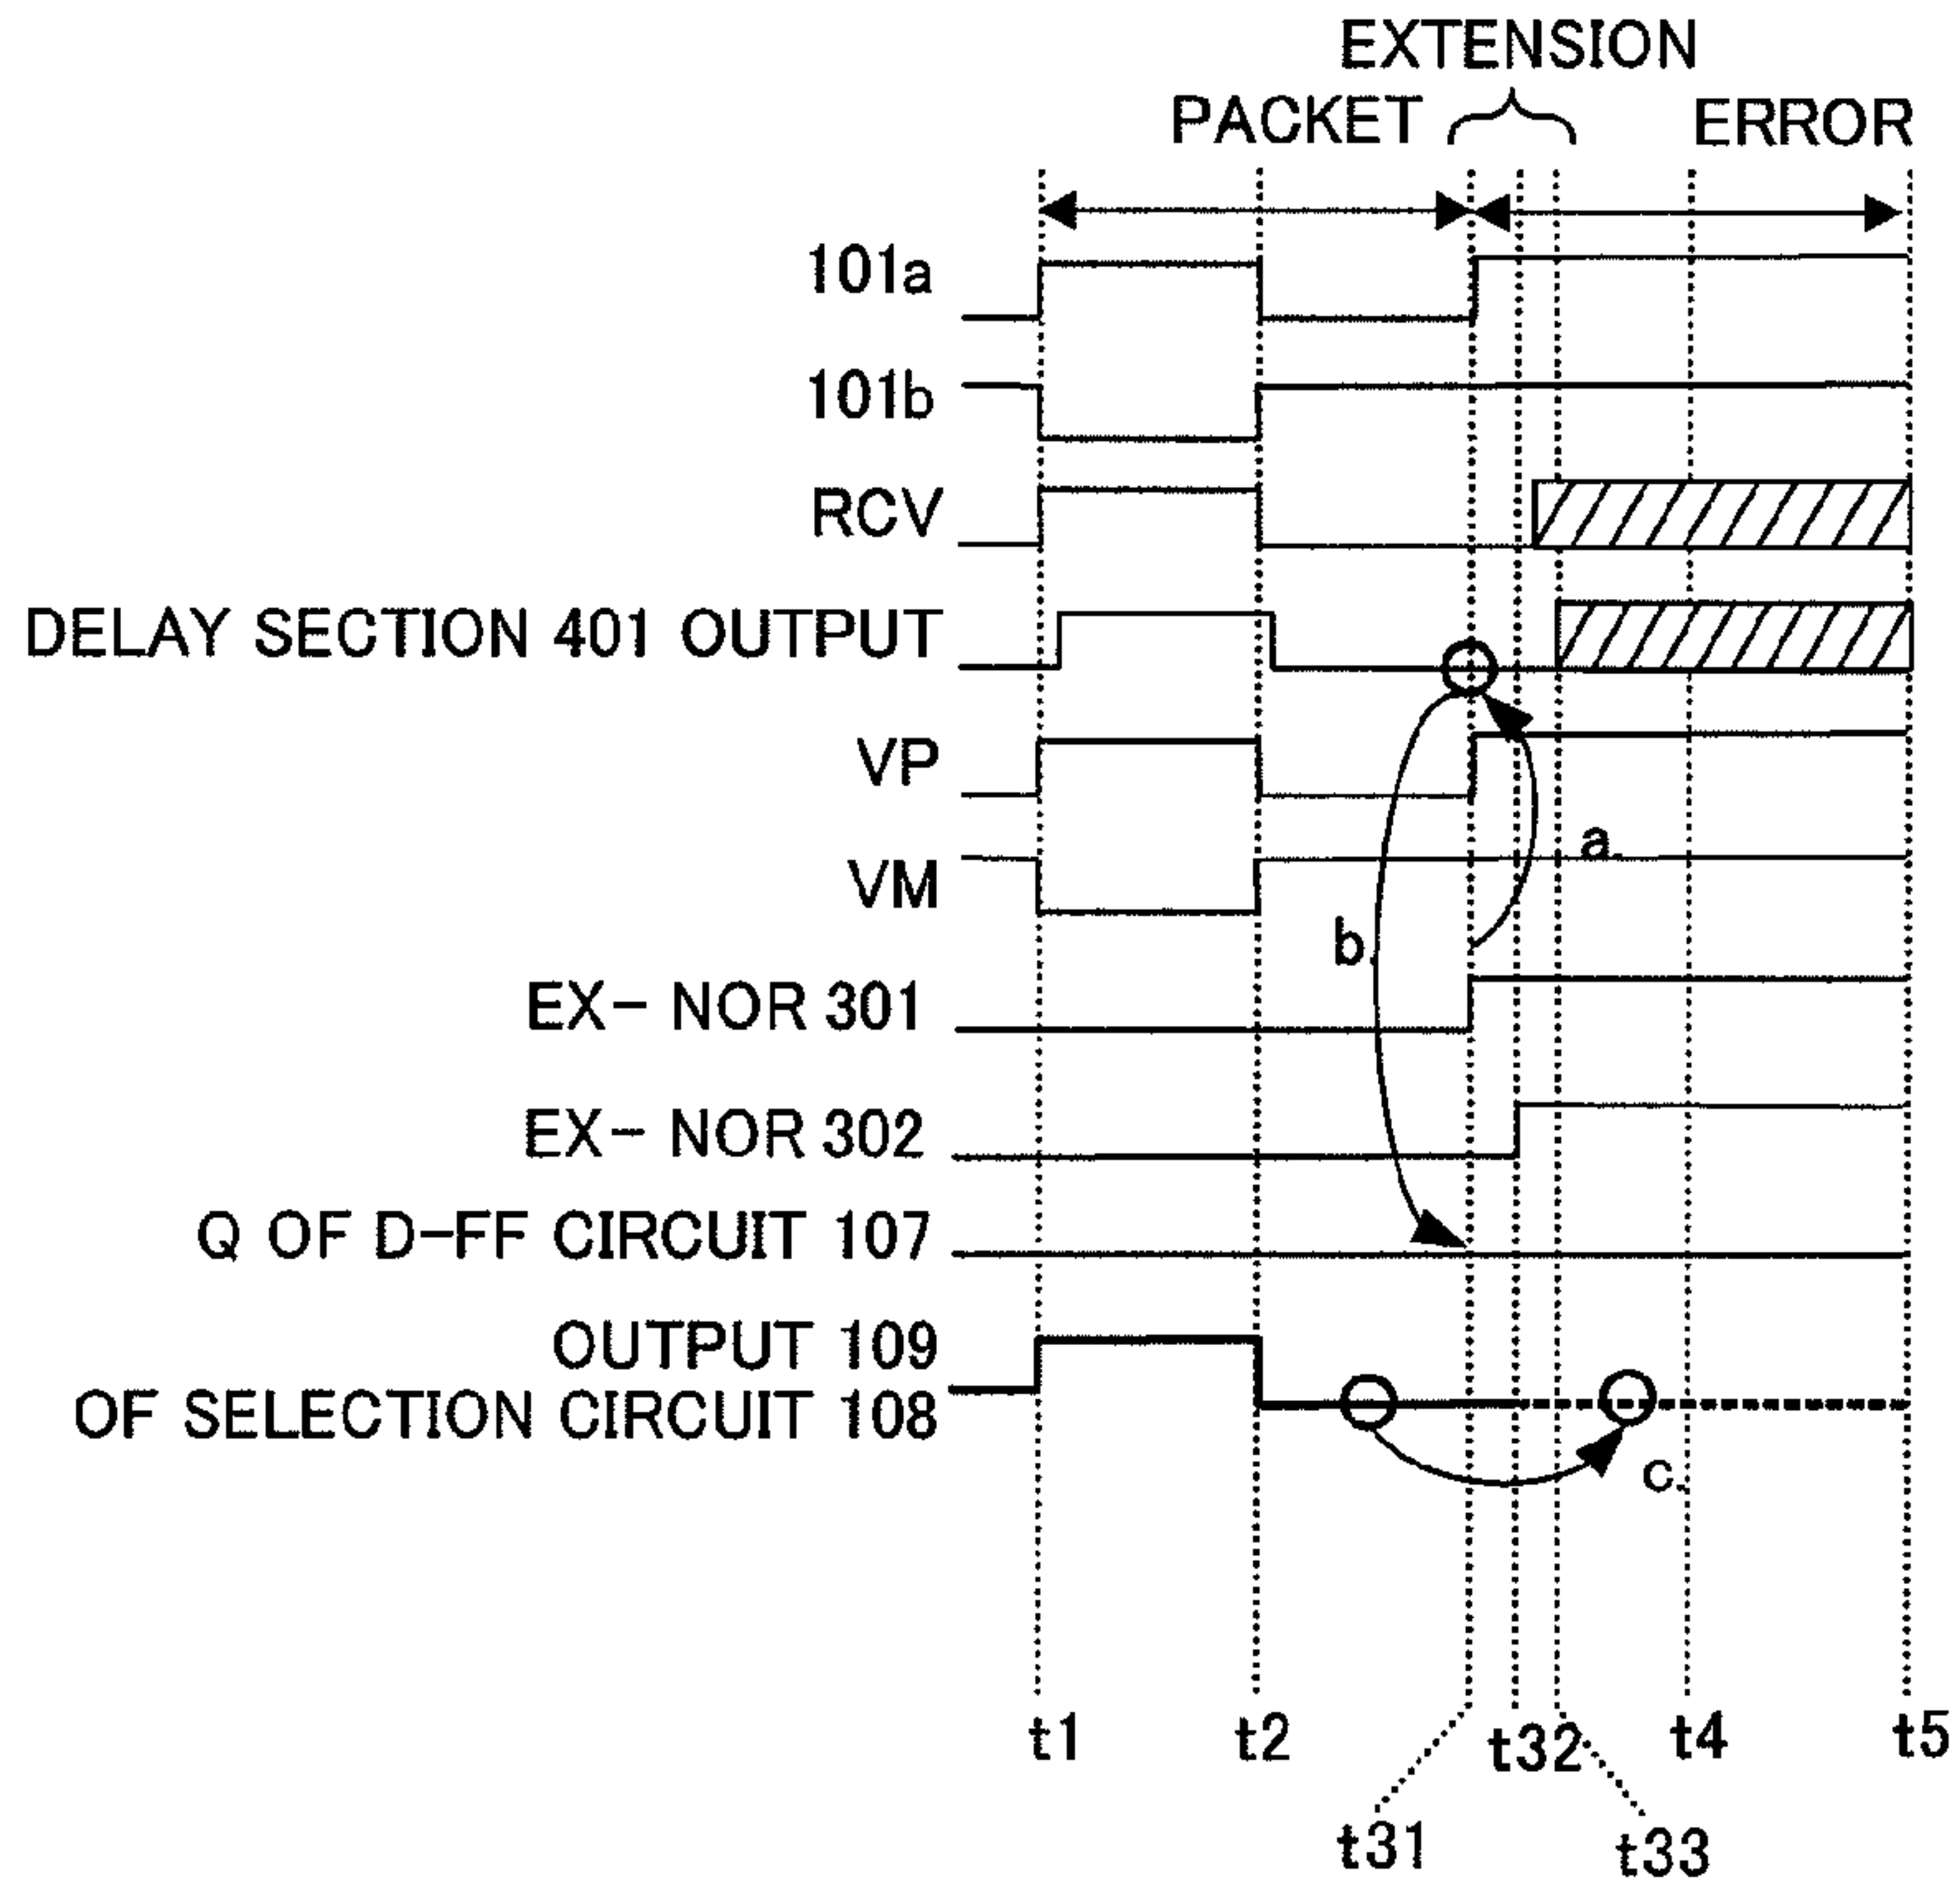 EXTENSION
PACKET
ERROR
101a
101b
RCV
DELAY SECTION 401 OUTPUT
VP
a.
VM
b.
EX- NOR 301
EX- NOR 302
Q OF D-FF CIRCUIT 107
OUTPUT 109
OF SELECTION CIRCUIT 108
c.
t1 t2 t32 t4 t5
t31 t33